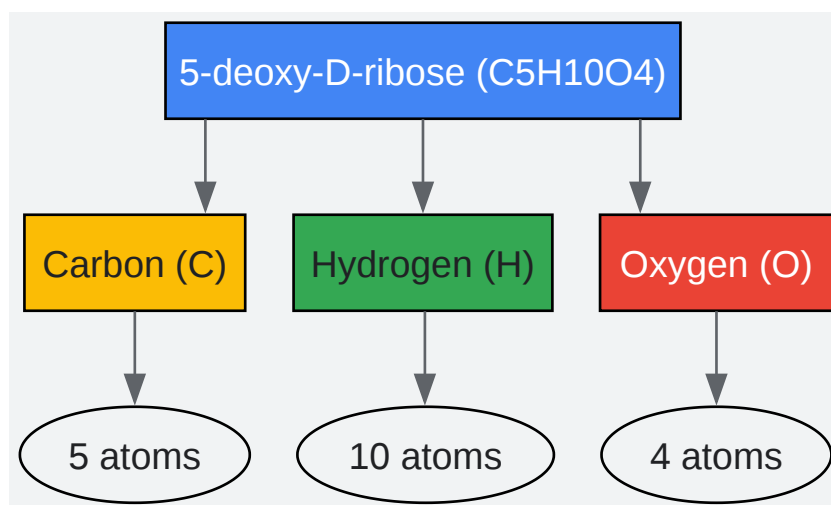 5-deoxy-D-ribose (C5H10O4)
Carbon (C)
Hydrogen (H)
Oxygen (O)
5 atoms
10 atoms
4 atoms